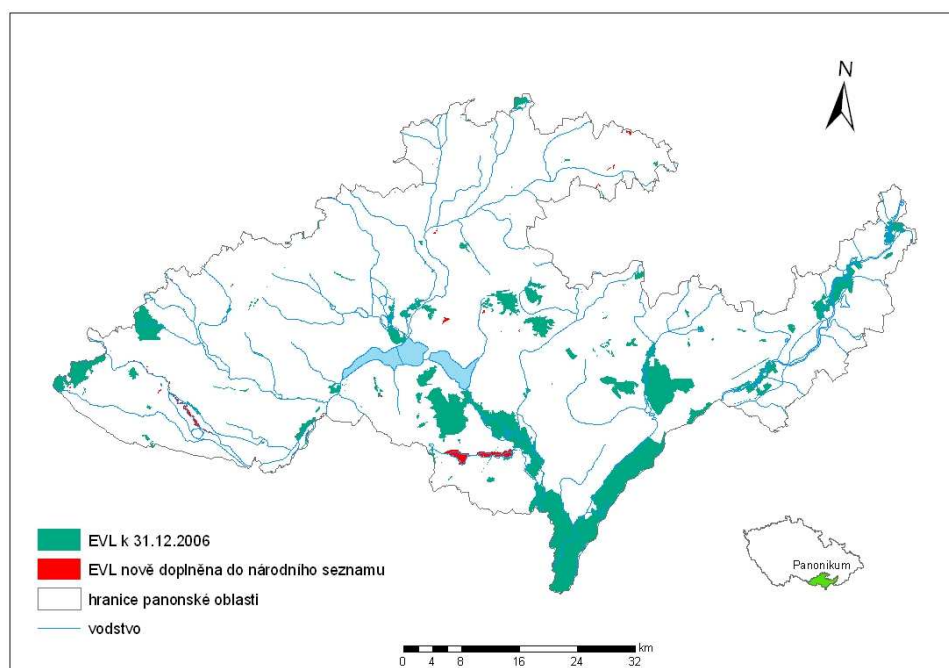 N
EVL k 31.12.2006
EVL nově doplněna do národního seznamu
hranice panonské oblasti
vodstvo
Panonikum
km
0 4 8 16 24 32